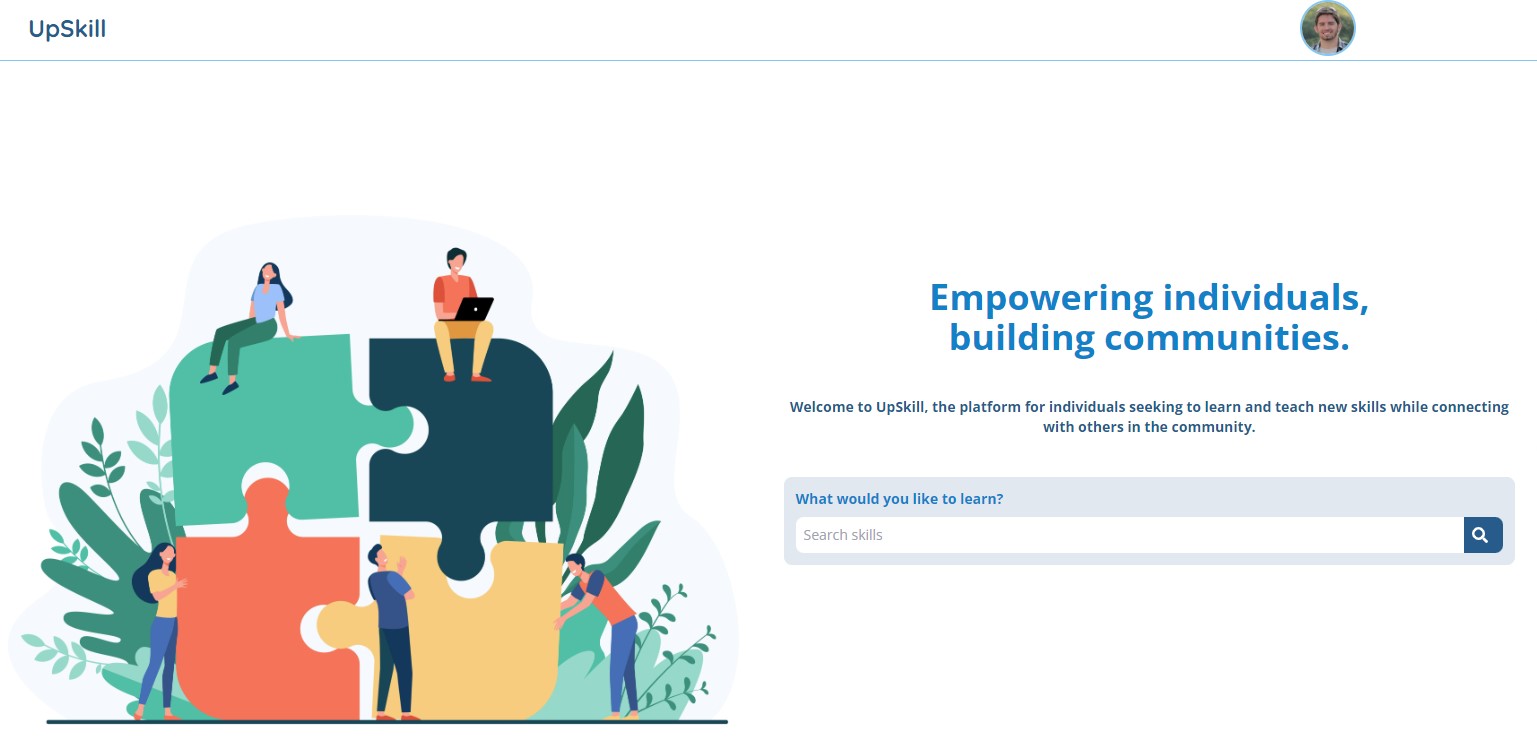 UpSkill
Empowering individuals,
building communities.
Welcome to UpSkill, the platform for individuals seeking to learn and teach new skills while connecting
with others in the community.
What would you like to learn?
Search skills